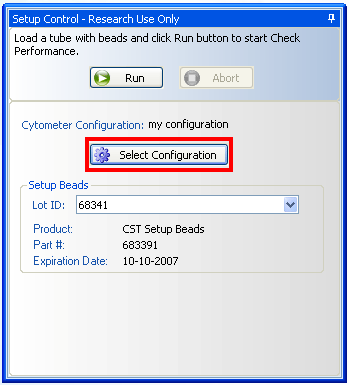 Setup Control - Research Use Only
Load a tube with beads and click Run button to start Check
Performance.
Run
Abort
Cytometer Configuration: my configuration
Select Configuration
Setup Beads
Lot ID: 68341
Product: CST Setup Beads
Part #: 683391
Expiration Date: 10-10-2007